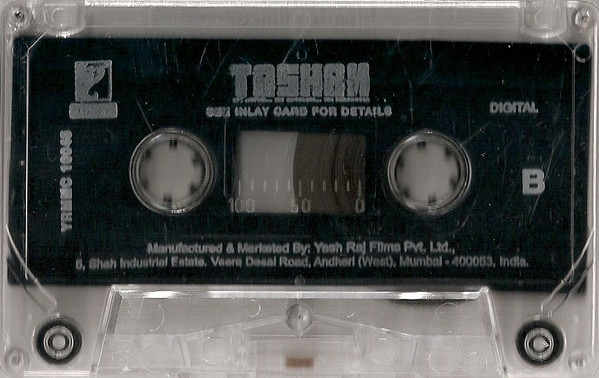 TASHAN
SEE INLAY CARD FOR DETAILS
DIGITAL
YRMMC 10046
B
100 50 0
Manufactured & Marketed By: Yash Raj Films Pvt. Ltd.,
5, Shah Industrial Estate. Veera Desai Road, Andheri (West), Mumbai - 400053, India.